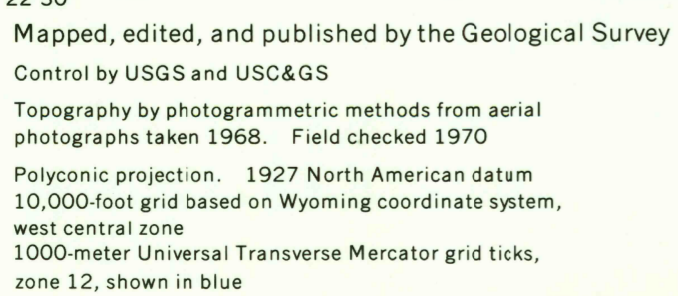 Mapped, edited, and published by the Geological Survey
Control by USGS and USC&GS
Topography by photogrammetric methods from aerial
photographs taken 1968. Field checked 1970
Polyconic projection. 1927 North American datum
10,000-foot grid based on Wyoming coordinate system,
west central zone
1000-meter Universal Transverse Mercator grid ticks,
zone 12, shown in blue